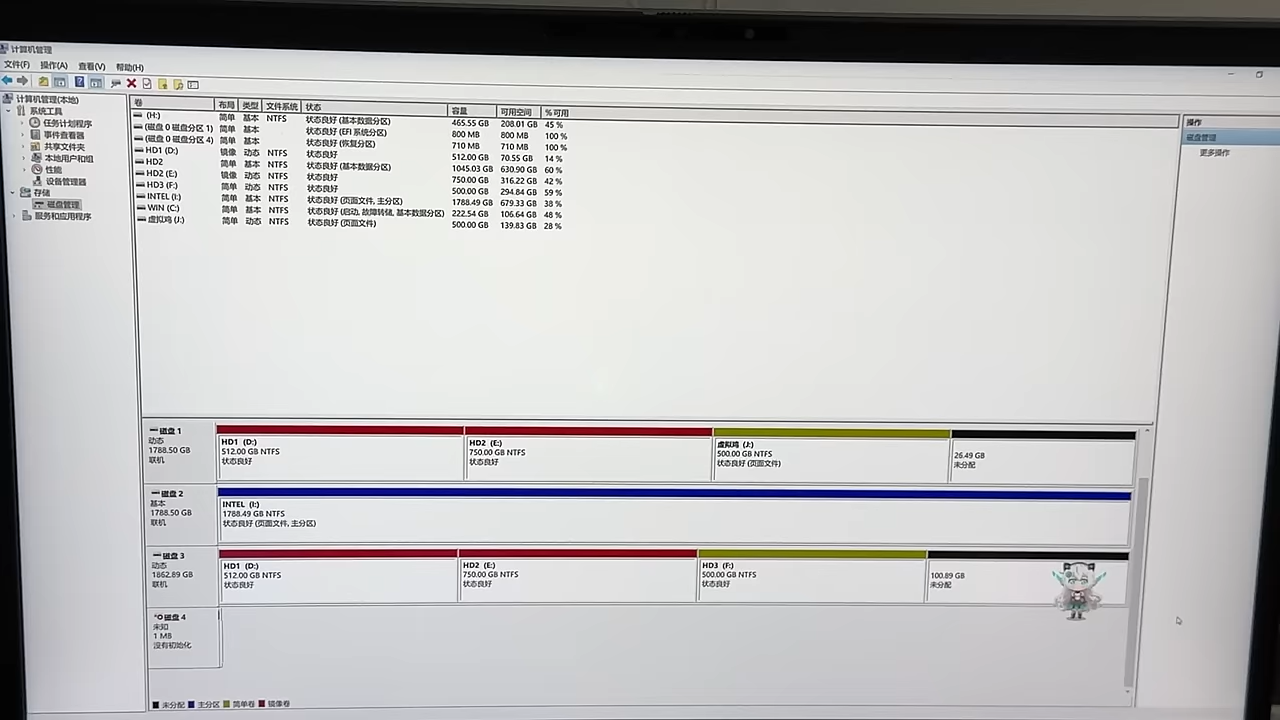 计算机管理
文件(F) 操作(A) 查看(V) 帮助(H)
计算机管理(本地)
系统工具
任务计划程序
事件查看器
共享文件夹
本地用户和组
性能
设备管理器
存储
磁盘管理
服务和应用程序
卷 布局 类型 文件系统 状态 容量 可用空间 % 可用
(H:) 简单 基本 NTFS 状态良好 (基本数据分区) 465.55 GB 208.01 GB 45 %
(磁盘 0 磁盘分区 1) 简单 基本 状态良好 (EFI 系统分区) 800 MB 800 MB 100 %
(磁盘 0 磁盘分区 4) 简单 基本 状态良好 (恢复分区) 710 MB 710 MB 100 %
HD1 (D:) 镜像 动态 NTFS 状态良好 512.00 GB 70.55 GB 14 %
HD2 简单 基本 NTFS 状态良好 (基本数据分区) 1045.03 GB 630.90 GB 60 %
HD2 (E:) 镜像 动态 NTFS 状态良好 750.00 GB 316.22 GB 42 %
HD3 (F:) 简单 动态 NTFS 状态良好 500.00 GB 294.84 GB 59 %
INTEL (I:) 简单 基本 NTFS 状态良好 (页面文件, 主分区) 1788.49 GB 679.33 GB 38 %
WIN (C:) 简单 基本 NTFS 状态良好 (启动, 故障转储, 基本数据分区) 222.54 GB 106.64 GB 48 %
虚拟鸡 (J:) 简单 动态 NTFS 状态良好 (页面文件) 500.00 GB 139.83 GB 28 %
操作
磁盘管理
更多操作
磁盘 1
动态
1788.50 GB
联机
HD1 (D:)
512.00 GB NTFS
状态良好
HD2 (E:)
750.00 GB NTFS
状态良好
虚拟鸡 (J:)
500.00 GB NTFS
状态良好 (页面文件)
26.49 GB
未分配
磁盘 2
基本
1788.50 GB
联机
INTEL (I:)
1788.49 GB NTFS
状态良好 (页面文件, 主分区)
磁盘 3
动态
1862.89 GB
联机
HD1 (D:)
512.00 GB NTFS
状态良好
HD2 (E:)
750.00 GB NTFS
状态良好
HD3 (F:)
500.00 GB NTFS
状态良好
100.89 GB
未分配
磁盘 4
未知
1 MB
没有初始化
未分配 主分区 简单卷 镜像卷